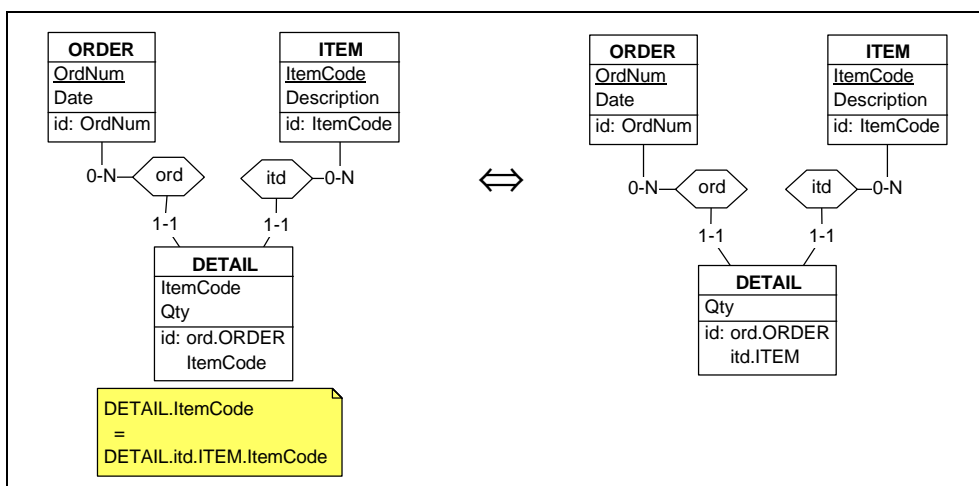 ORDER
OrdNum
Date
id: OrdNum
ITEM
ItemCode
Description
id: ItemCode
0-N
ord
itd
0-N
1-1
1-1
DETAIL
ItemCode
Qty
id: ord.ORDER
ItemCode
DETAIL.ItemCode
=
DETAIL.itd.ITEM.ItemCode
⇔
ORDER
OrdNum
Date
id: OrdNum
ITEM
ItemCode
Description
id: ItemCode
0-N
ord
itd
0-N
1-1
1-1
DETAIL
Qty
id: ord.ORDER
itd.ITEM